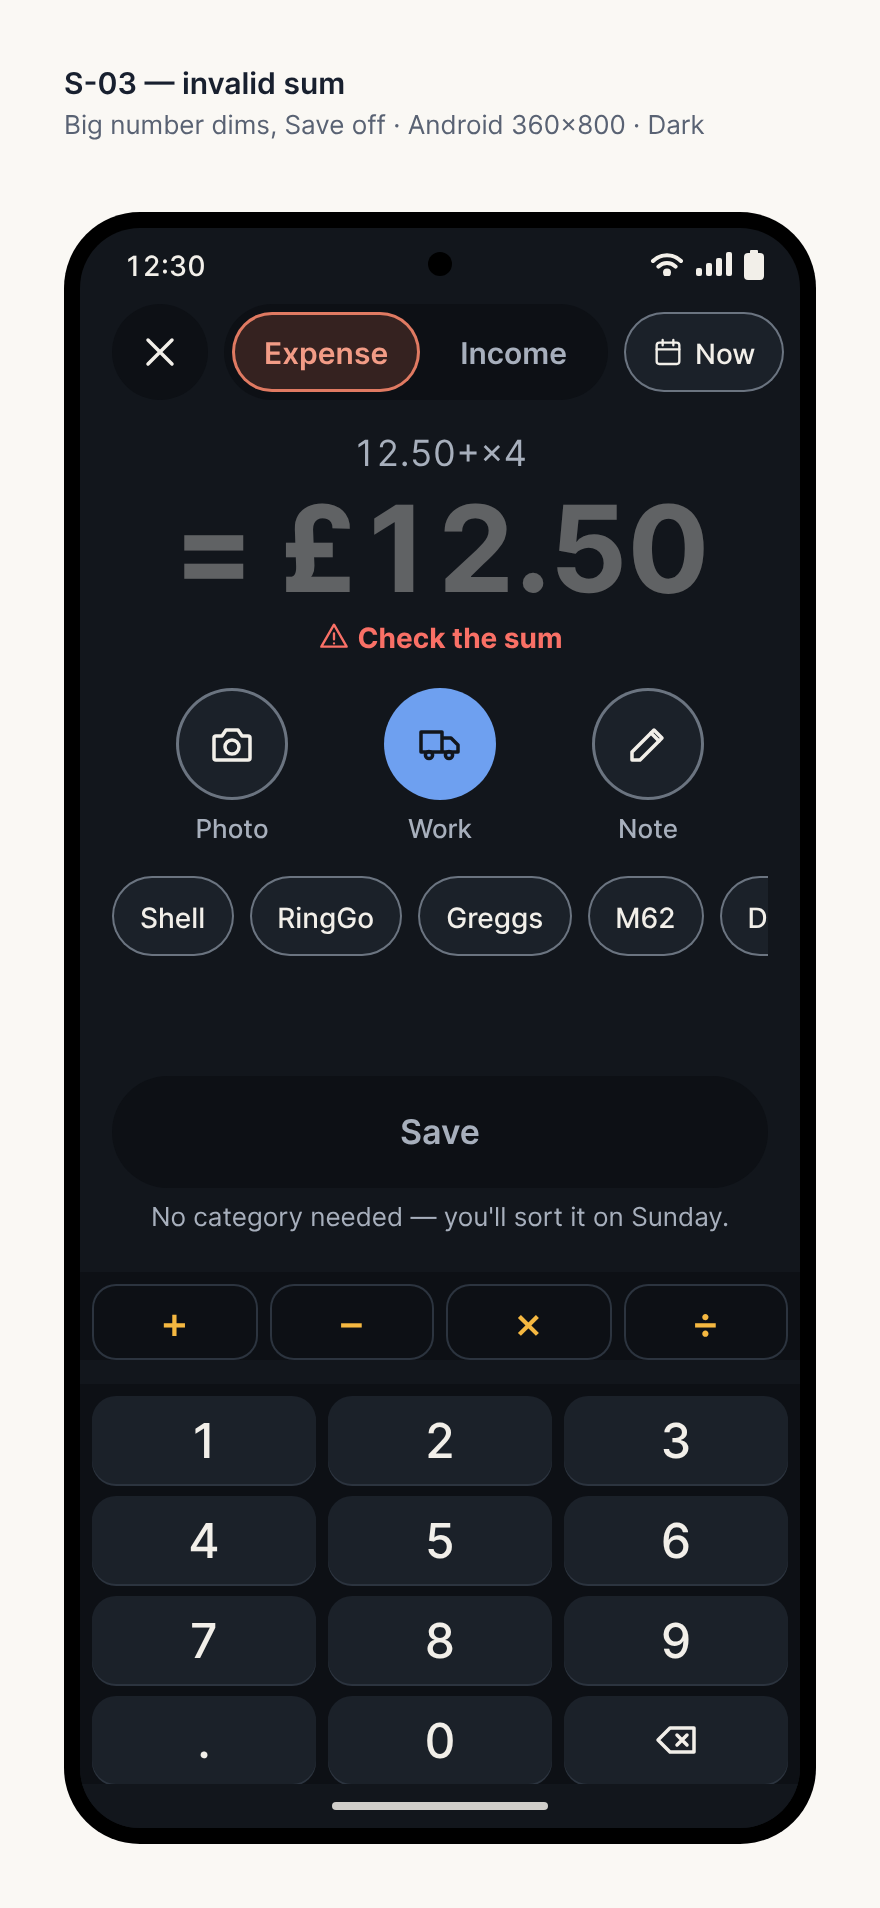 S-03 — invalid sum
Big number dims, Save off · Android 360×800 · Dark
12:30
Expense
Income
Now
12.50+×4
= £12.50
Check the sum
Photo
Work
Note
Shell
RingGo
Greggs
M62
D
Save
No category needed — you'll sort it on Sunday.
+ − × ÷
1 2 3
4 5 6
7 8 9
. 0